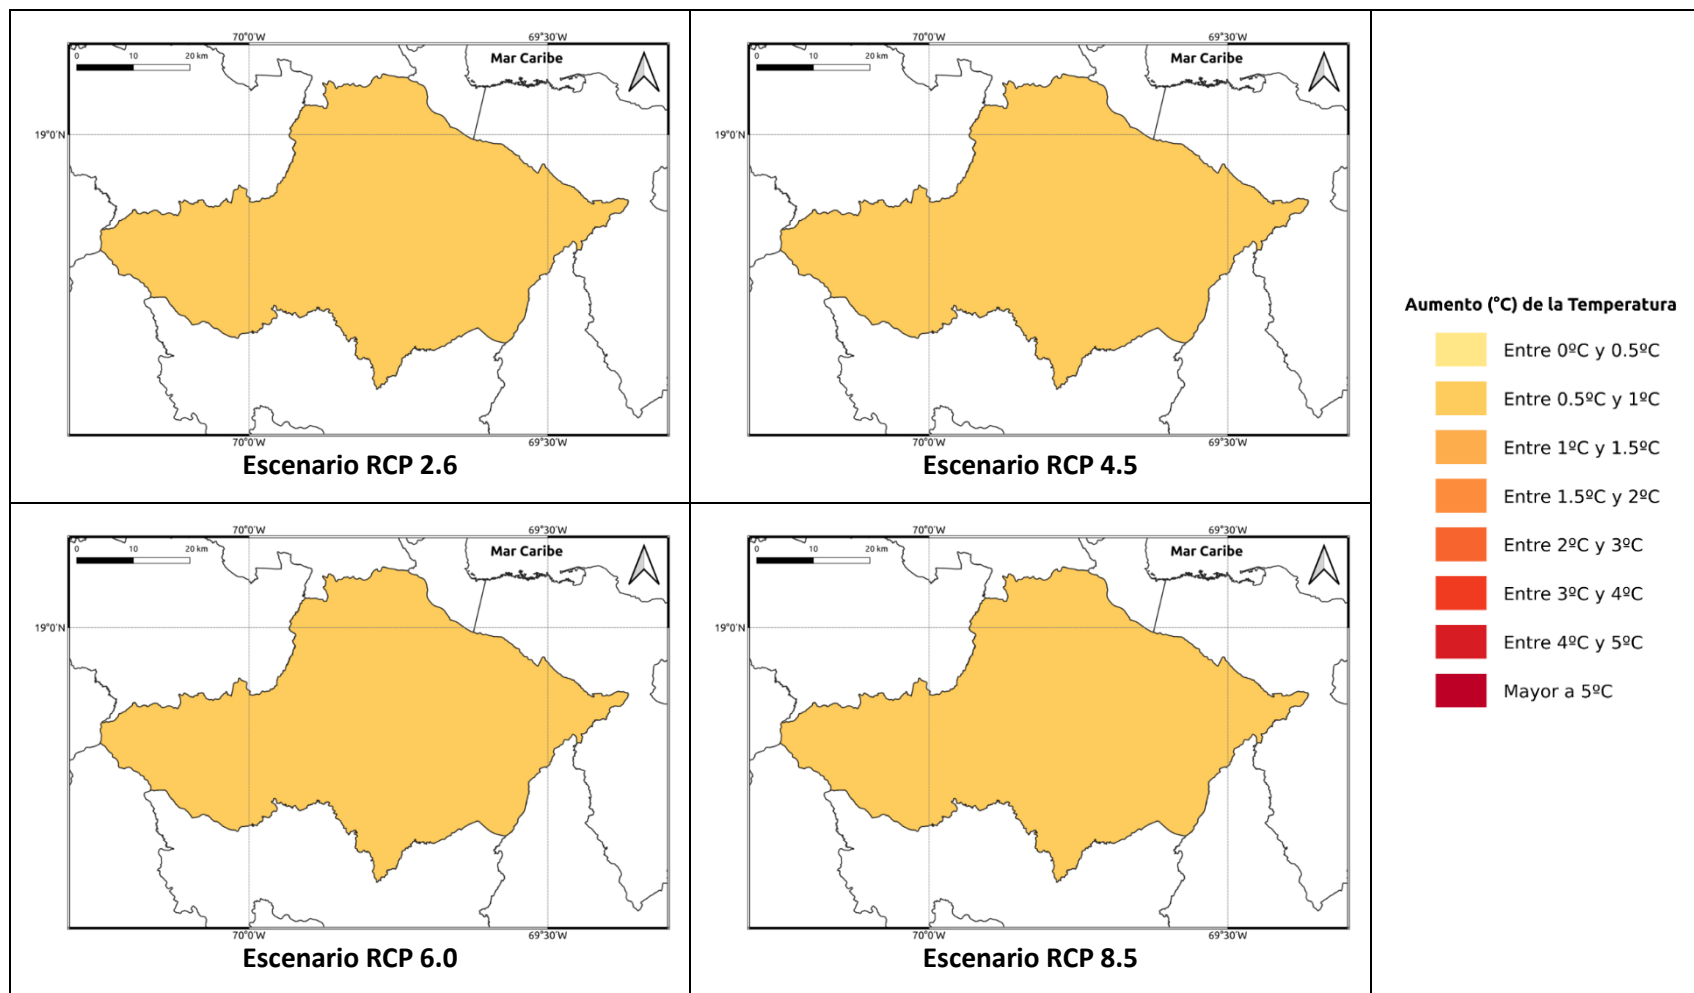 70°0'W 69°30'W
0 10 20 km
Mar Caribe
19°0'N
70°0'W 69°30'W
Escenario RCP 2.6
70°0'W 69°30'W
0 10 20 km
Mar Caribe
19°0'N
70°0'W 69°30'W
Escenario RCP 4.5
70°0'W 69°30'W
0 10 20 km
Mar Caribe
19°0'N
70°0'W 69°30'W
Escenario RCP 6.0
70°0'W 69°30'W
0 10 20 km
Mar Caribe
19°0'N
70°0'W 69°30'W
Escenario RCP 8.5
Aumento (°C) de la Temperatura
Entre 0ºC y 0.5ºC
Entre 0.5ºC y 1ºC
Entre 1ºC y 1.5ºC
Entre 1.5ºC y 2ºC
Entre 2ºC y 3ºC
Entre 3ºC y 4ºC
Entre 4ºC y 5ºC
Mayor a 5ºC